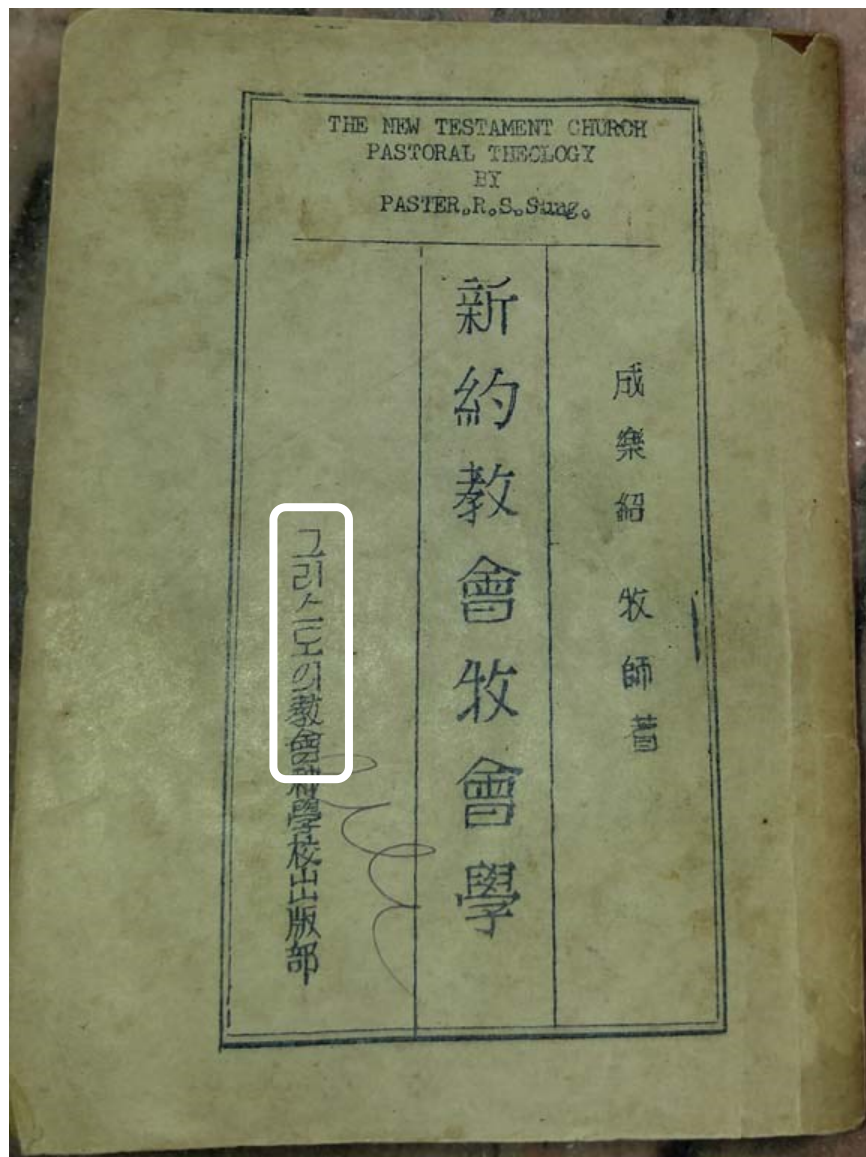 THE NEW TESTAMENT CHURCH
PASTORAL THEOLOGY
BY
PASTER.R.S.Sung.
成樂紹 牧師著
新約教會牧會學
그리스도의教會神學校出版部